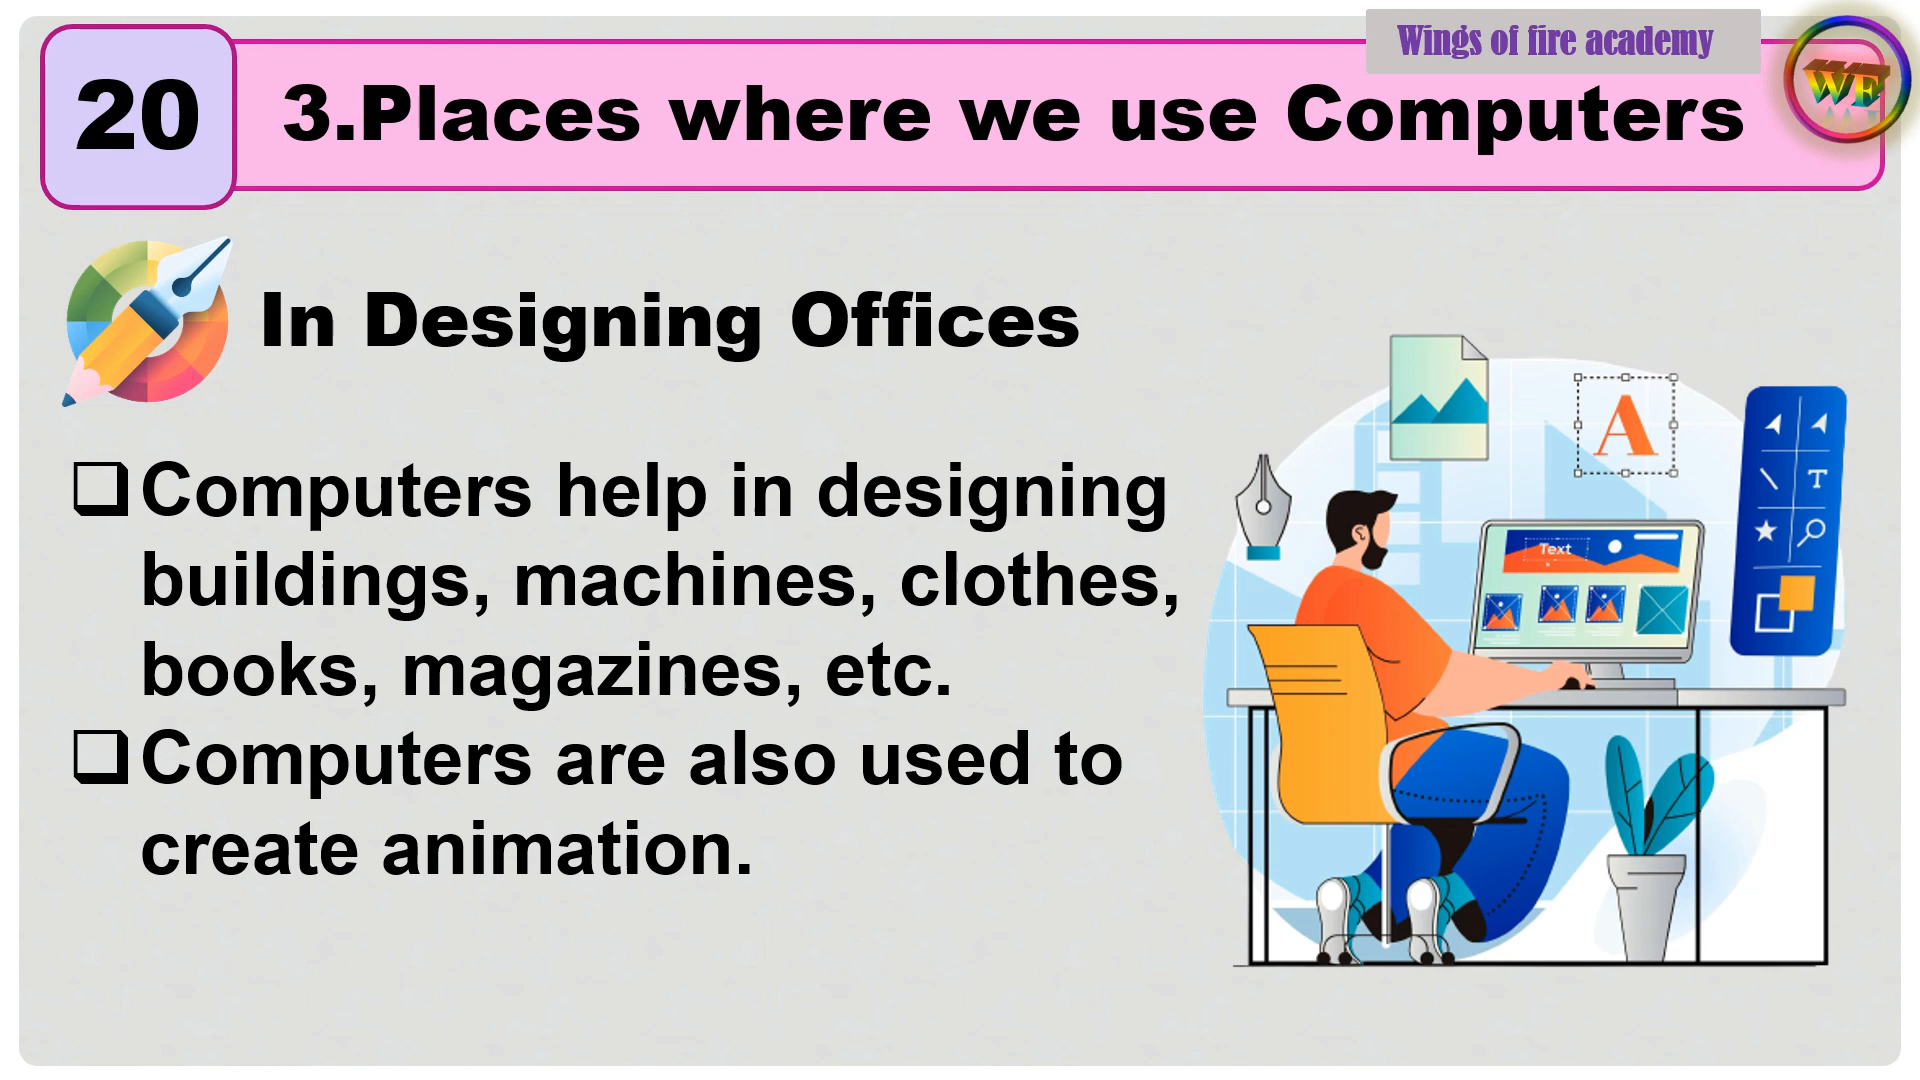 Wings of fire academy
WE
20
3.Places where we use Computers
In Designing Offices
Computers help in designing
buildings, machines, clothes,
books, magazines, etc.
Computers are also used to
create animation.
A
T
Text